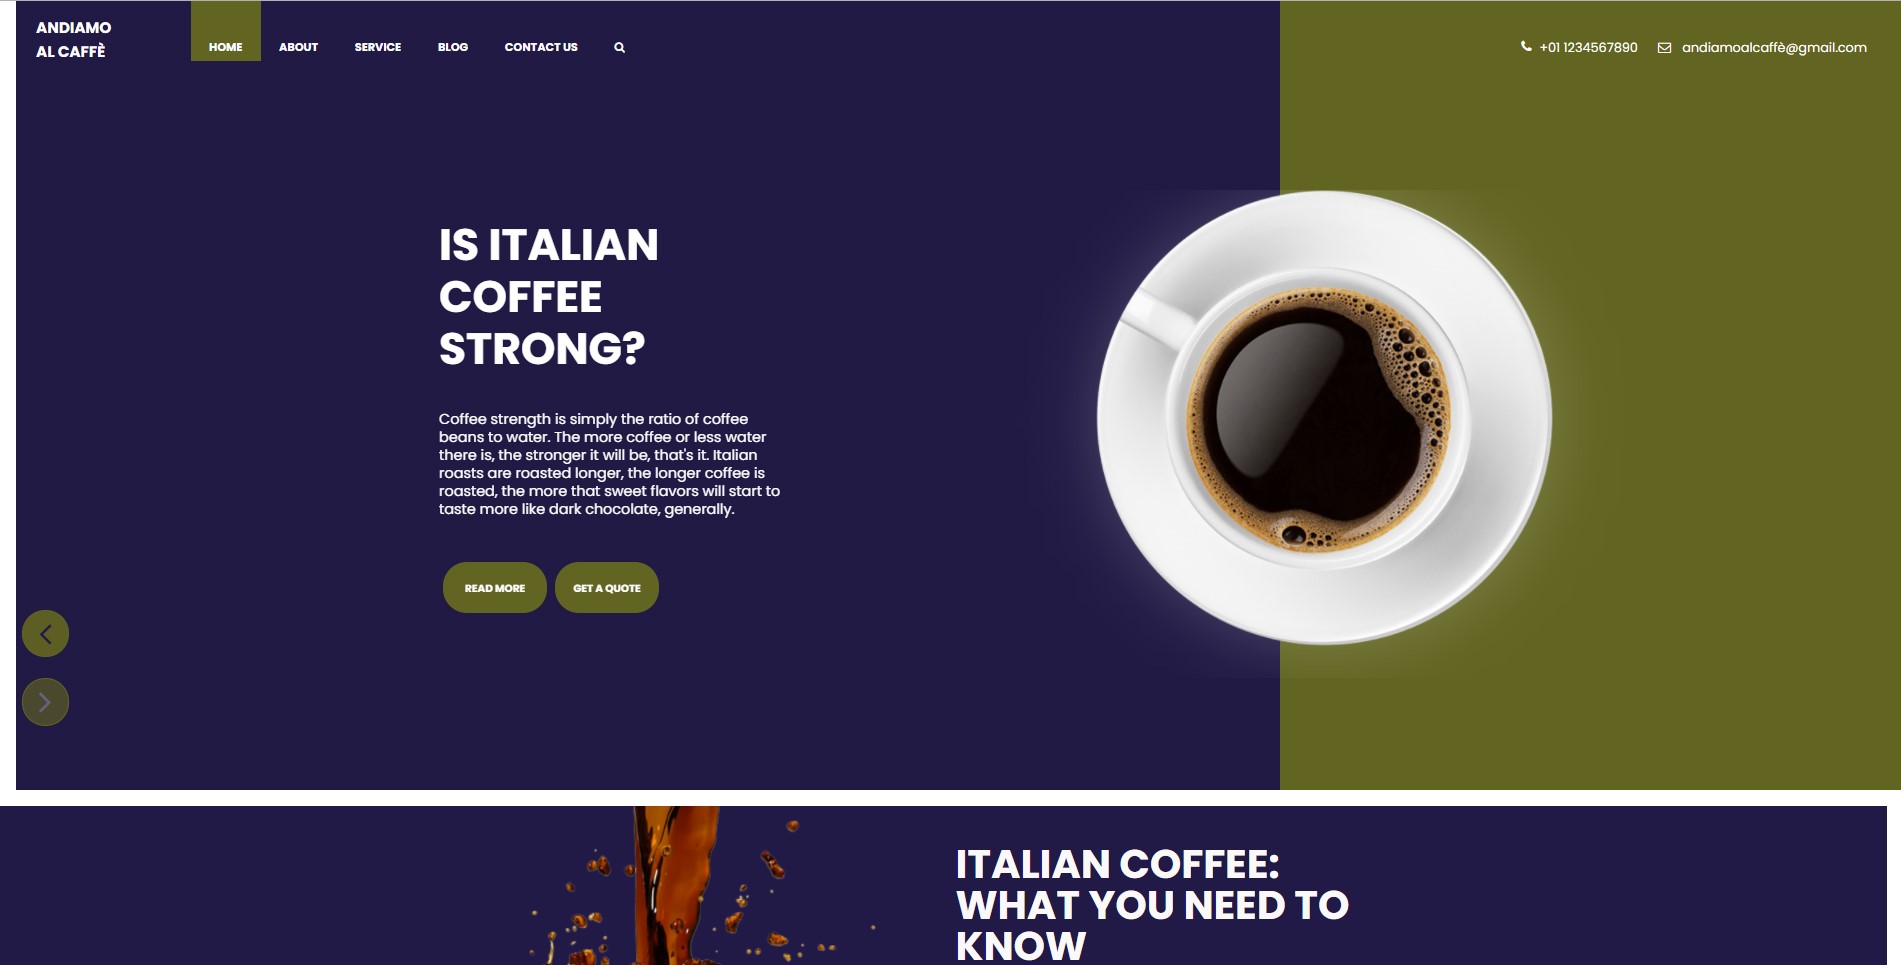 ANDIAMO
AL CAFFÈ
HOME ABOUT SERVICE BLOG CONTACT US
+01 1234567890 andiamoalcaffè@gmail.com
IS ITALIAN
COFFEE
STRONG?
Coffee strength is simply the ratio of coffee
beans to water. The more coffee or less water
there is, the stronger it will be, that's it. Italian
roasts are roasted longer, the longer coffee is
roasted, the more that sweet flavors will start to
taste more like dark chocolate, generally.
READ MORE GET A QUOTE
ITALIAN COFFEE:
WHAT YOU NEED TO
KNOW